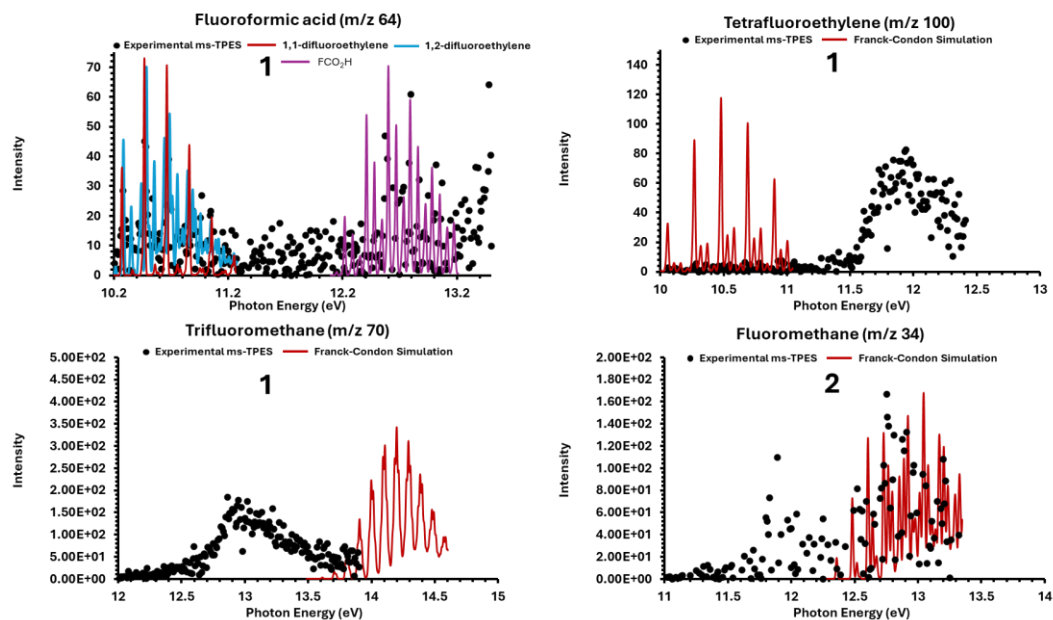 Fluoroformic acid (m/z 64)
Experimental ms-TPES 1,1-difluoroethylene 1,2-difluoroethylene
FCO2H
1
70
60
50
40
30
20
10
0
Intensity
10.2 11.2 12.2 13.2
Photon Energy (eV)
Tetrafluoroethylene (m/z 100)
Experimental ms-TPES Franck-Condon Simulation
1
140
120
100
80
60
40
20
0
Intensity
10 10.5 11 11.5 12 12.5 13
Photon Energy (eV)
Trifluoromethane (m/z 70)
Experimental ms-TPES Franck-Condon Simulation
1
5.00E+02
4.50E+02
4.00E+02
3.50E+02
3.00E+02
2.50E+02
2.00E+02
1.50E+02
1.00E+02
5.00E+01
0.00E+00
Intensity
12 12.5 13 13.5 14 14.5 15
Photon Energy (eV)
Fluoromethane (m/z 34)
Experimental ms-TPES Franck-Condon Simulation
2
2.00E+02
1.80E+02
1.60E+02
1.40E+02
1.20E+02
1.00E+02
8.00E+01
6.00E+01
4.00E+01
2.00E+01
0.00E+00
Intensity
11 11.5 12 12.5 13 13.5 14
Photon Energy (eV)